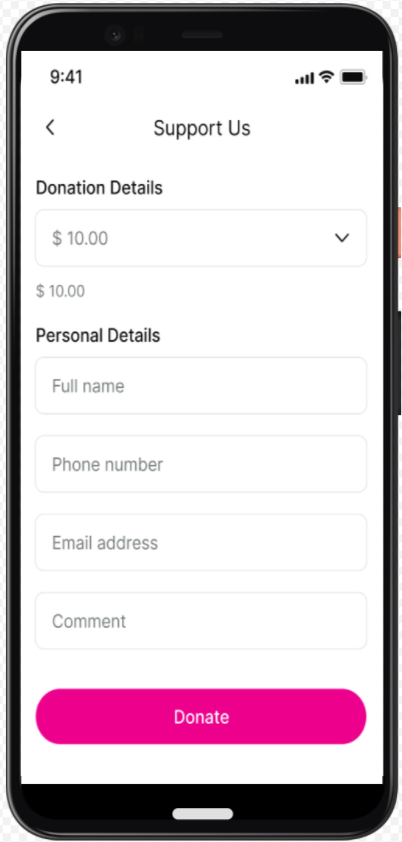 9:41
Support Us
Donation Details
$ 10.00
$ 10.00
Personal Details
Full name
Phone number
Email address
Comment
Donate